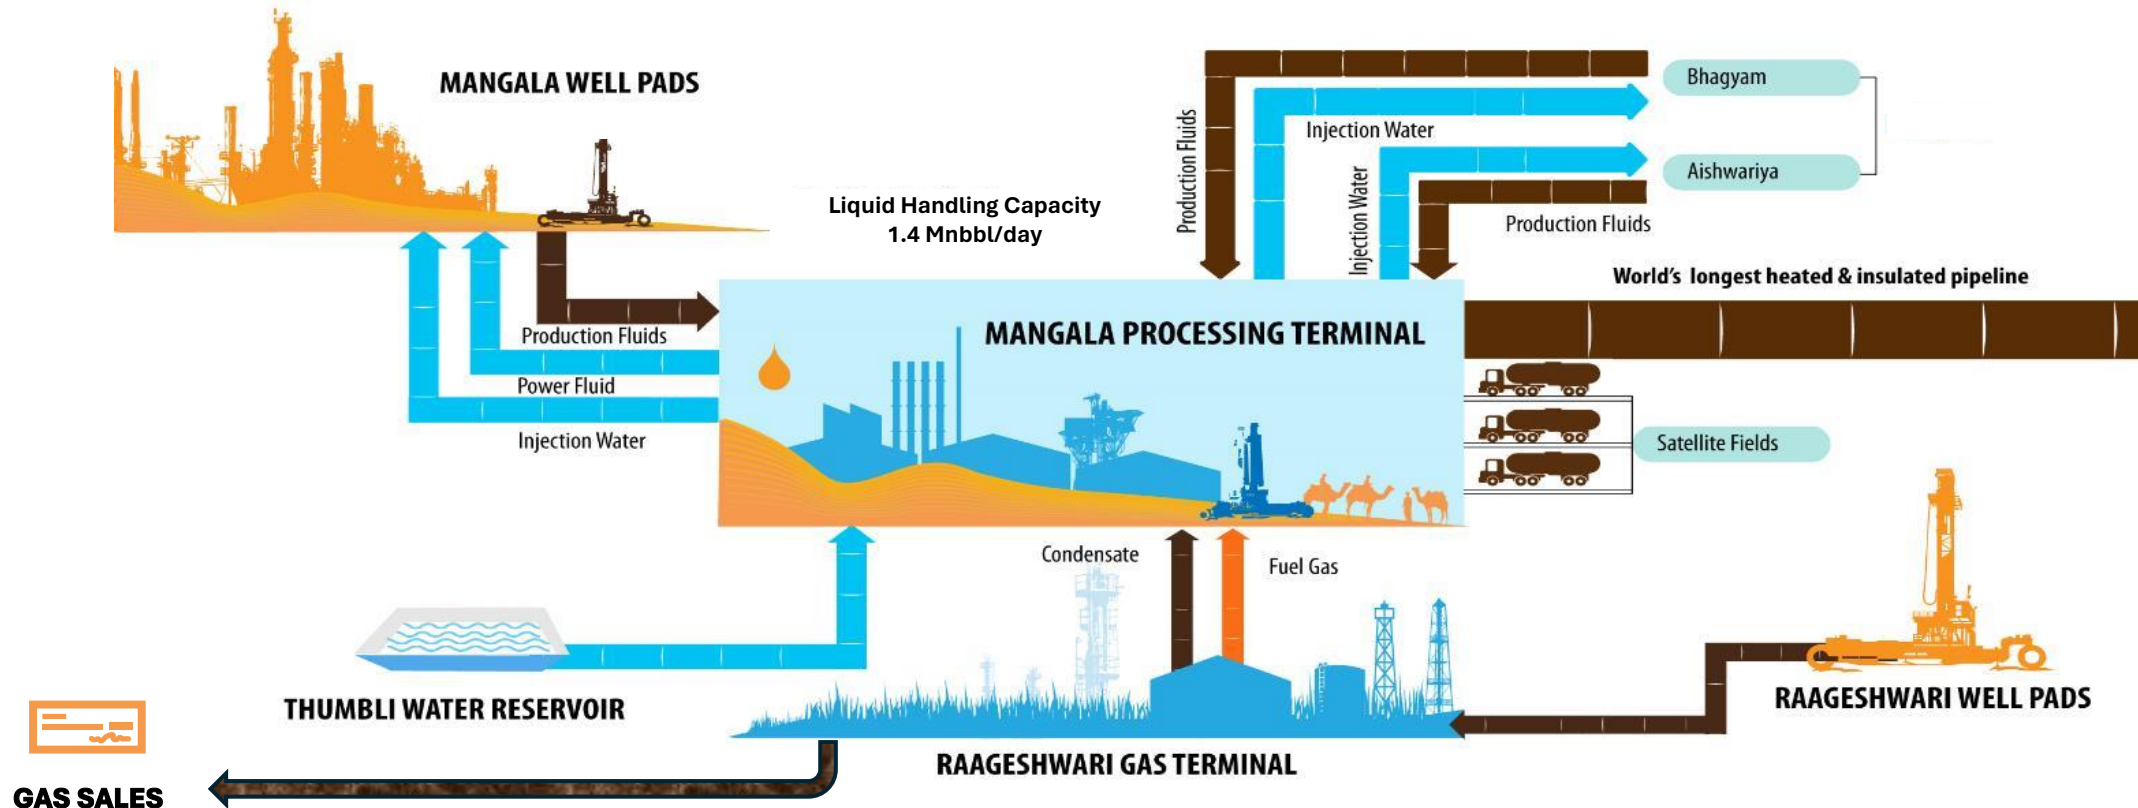 MANGALA WELL PADS
Liquid Handling Capacity
1.4 Mnbbl/day
Production Fluids
Injection Water
Bhagyam
Injection Water
Aishwariya
Production Fluids
World's longest heated & insulated pipeline
Production Fluids
Power Fluid
Injection Water
MANGALA PROCESSING TERMINAL
Satellite Fields
Condensate
Fuel Gas
THUMBLI WATER RESERVOIR
RAAGESHWARI WELL PADS
RAAGESHWARI GAS TERMINAL
GAS SALES